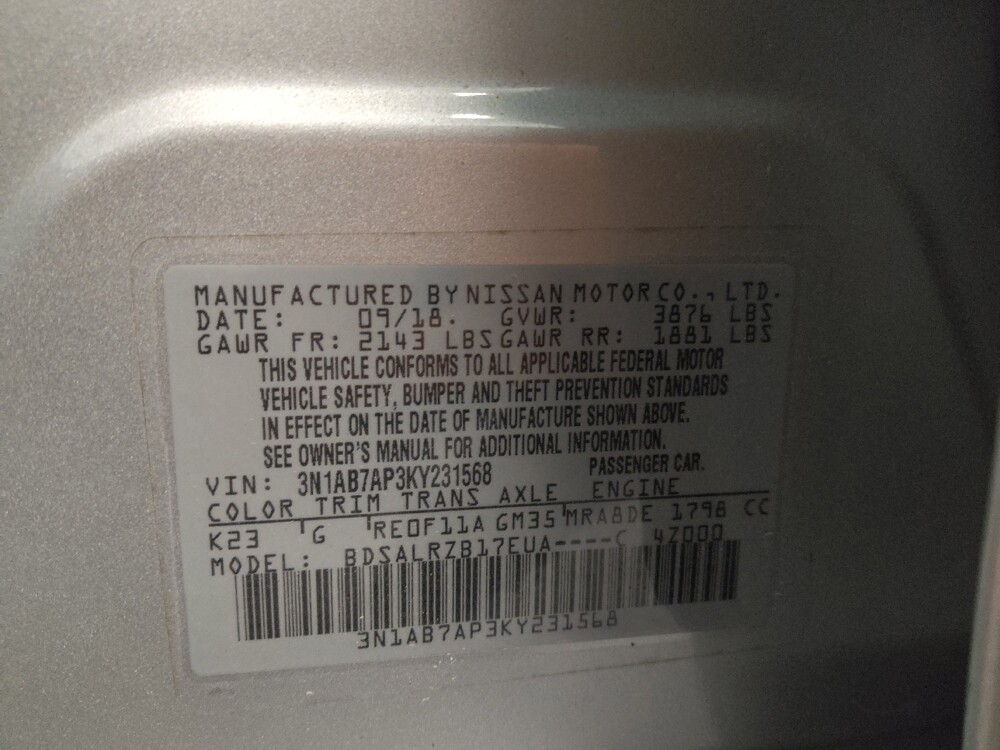 MANUFACTURED BY NISSAN MOTOR CO., LTD.
DATE: 09/18. GVWR: 3876 LBS
GAWR FR: 2143 LBS GAWR RR: 1881 LBS
THIS VEHICLE CONFORMS TO ALL APPLICABLE FEDERAL MOTOR
VEHICLE SAFETY, BUMPER AND THEFT PREVENTION STANDARDS
IN EFFECT ON THE DATE OF MANUFACTURE SHOWN ABOVE.
SEE OWNER'S MANUAL FOR ADDITIONAL INFORMATION.
VIN: 3N1AB7AP3KY231568 PASSENGER CAR.
COLOR TRIM TRANS AXLE ENGINE
K23 G RE0F11A GM35 MRA8DE 1798 CC
MODEL: BDSALRZB17EUA----C 4Z000
3N1AB7AP3KY231568